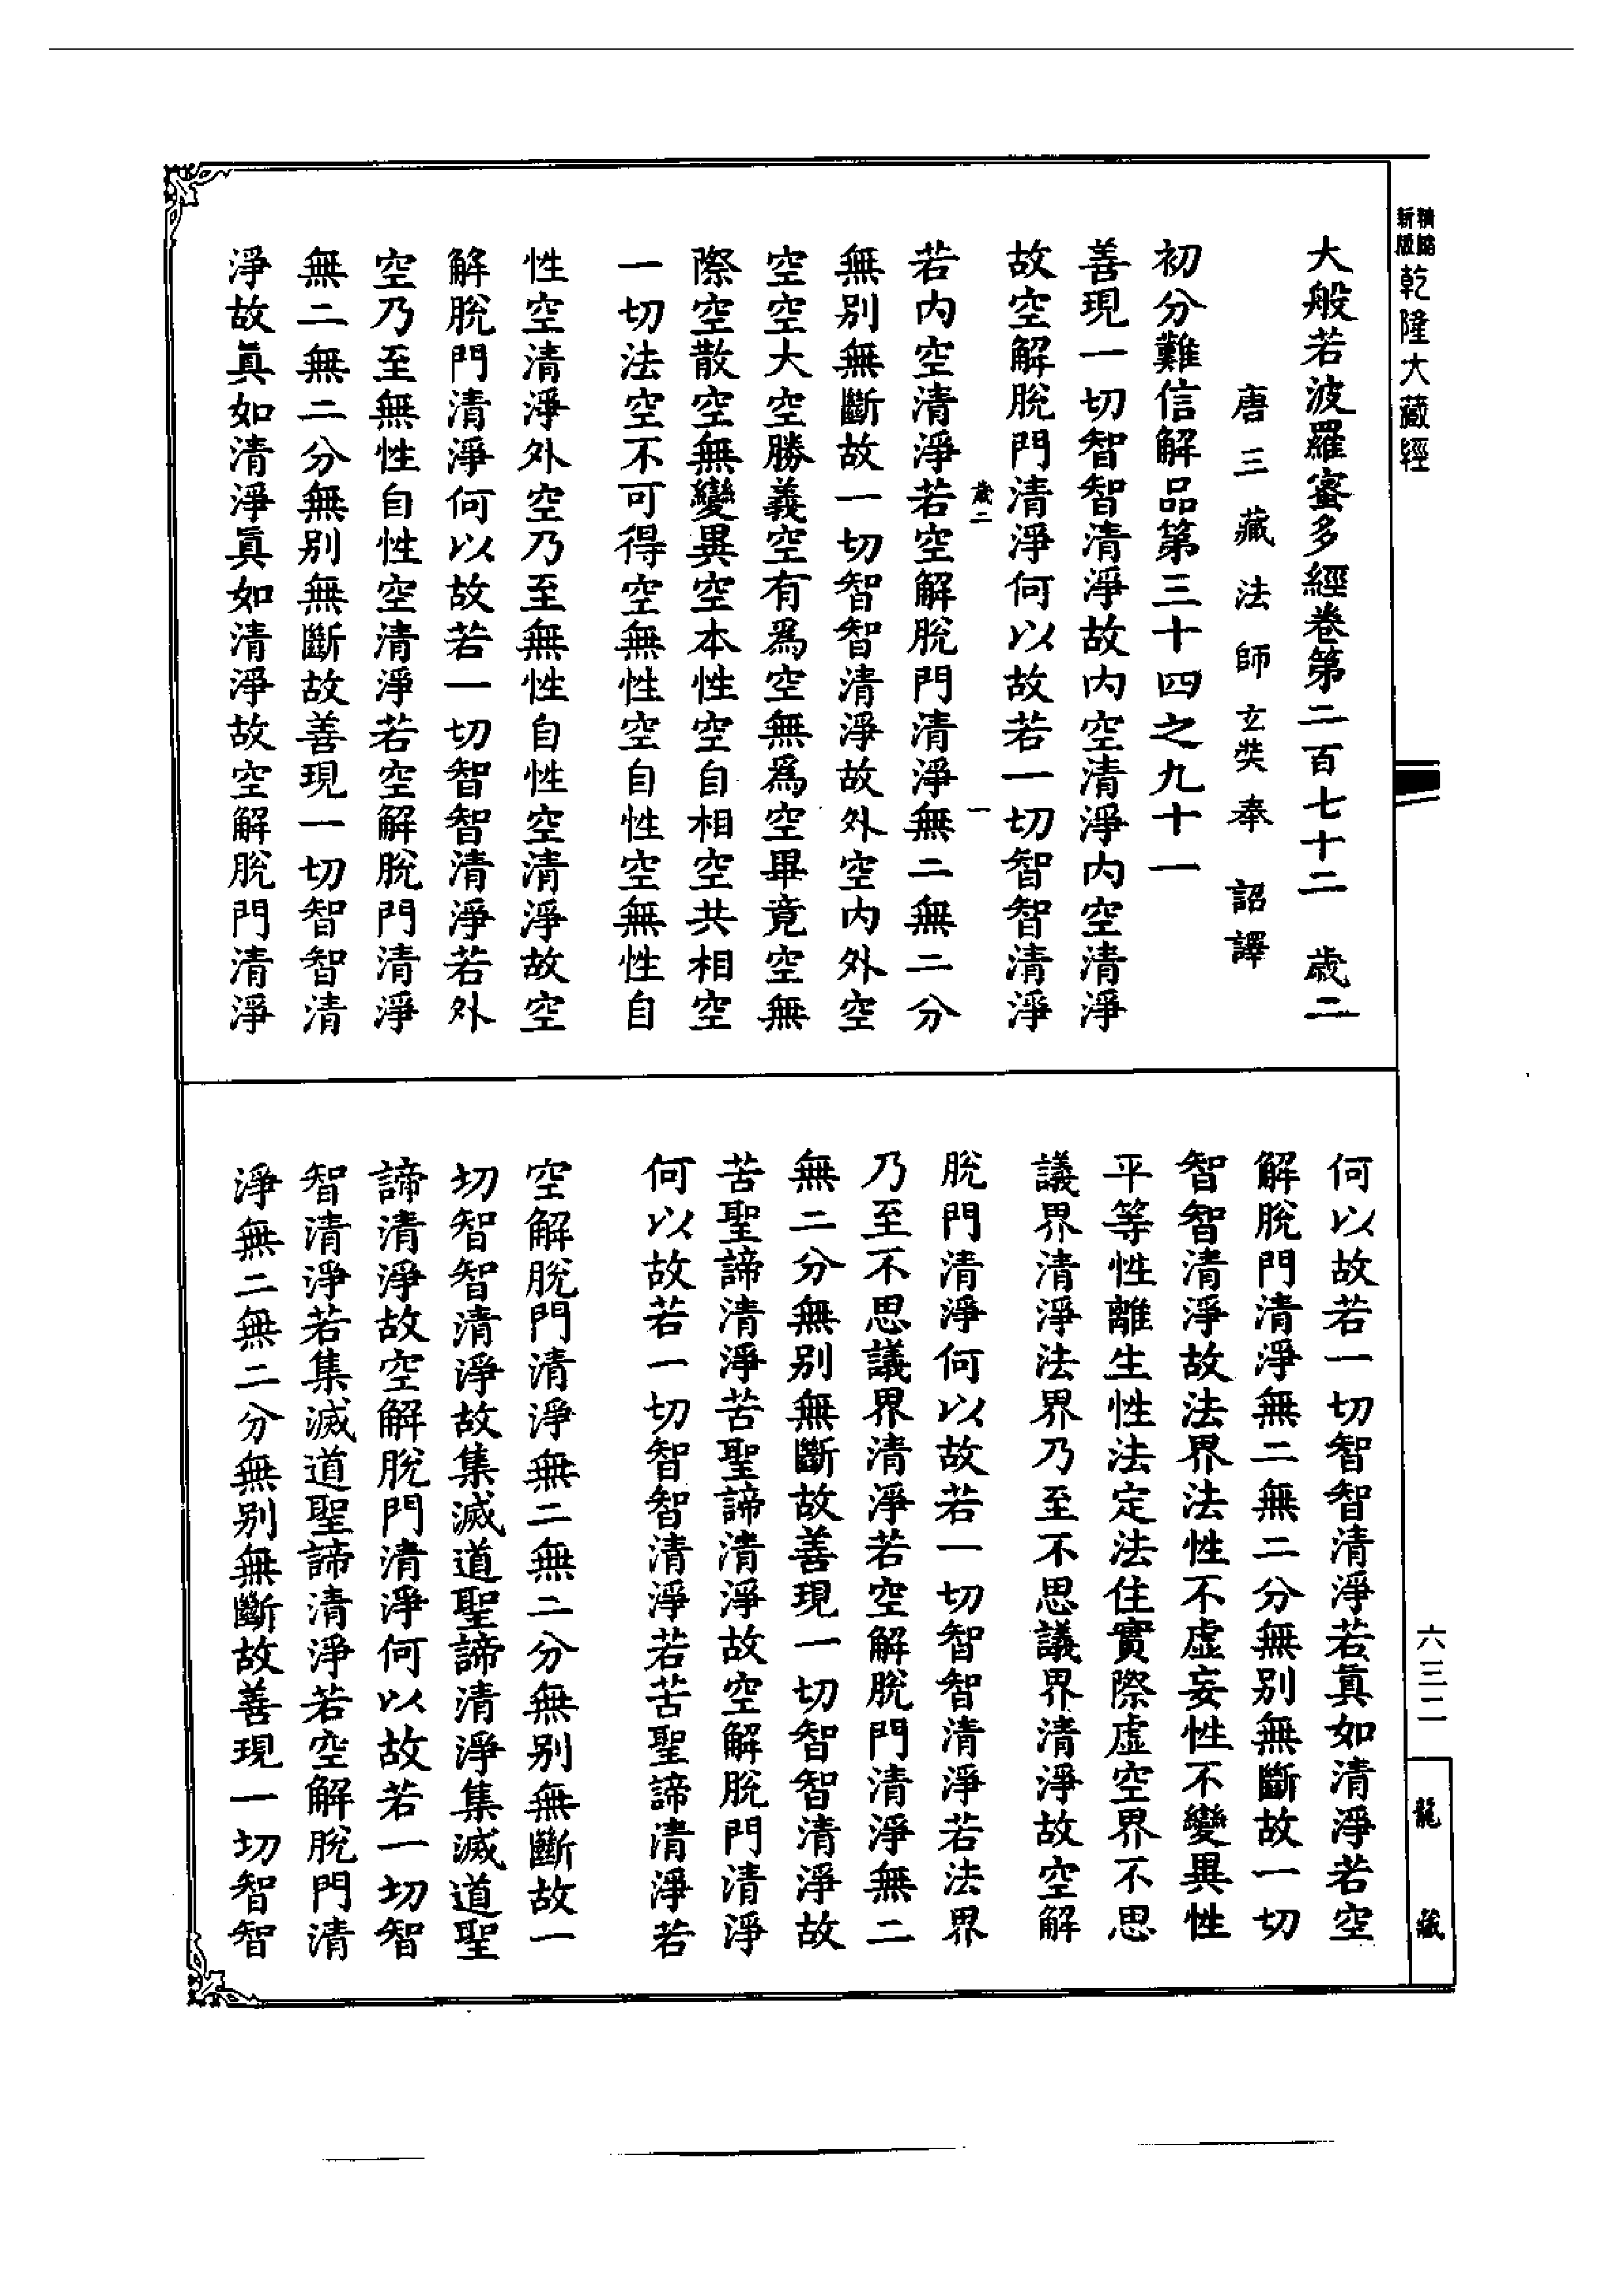 精縮新版乾隆大藏經
大般若波羅蜜多經卷第二百七十二 歲二
唐三藏法師玄奘奉 詔譯
初分難信解品第三十四之九十一
善現一切智智清淨故內空清淨內空清淨
故空解脫門清淨何以故若一切智智清淨
歲二 一
若內空清淨若空解脫門清淨無二無二分
無別無斷故一切智智清淨故外空內外空
空空大空勝義空有爲空無爲空畢竟空無
際空散空無變異空本性空自相空共相空
一切法空不可得空無性空自性空無性自
性空清淨外空乃至無性自性空清淨故空
解脫門清淨何以故若一切智智清淨若外
空乃至無性自性空清淨若空解脫門清淨
無二無二分無別無斷故善現一切智智清
淨故眞如清淨眞如清淨故空解脫門清淨
何以故若一切智智清淨若眞如清淨若空
解脫門清淨無二無二分無別無斷故一切
智智清淨故法界法性不虛妄性不變異性
平等性離生性法定法住實際虛空界不思
議界清淨法界乃至不思議界清淨故空解
脫門清淨何以故若一切智智清淨若法界
乃至不思議界清淨若空解脫門清淨無二
無二分無別無斷故善現一切智智清淨故
苦聖諦清淨苦聖諦清淨故空解脫門清淨
何以故若一切智智清淨若苦聖諦清淨若
空解脫門清淨無二無二分無別無斷故一
切智智清淨故集滅道聖諦清淨集滅道聖
諦清淨故空解脫門清淨何以故若一切智
智清淨若集滅道聖諦清淨若空解脫門清
淨無二無二分無別無斷故善現一切智智
六三二
龍藏